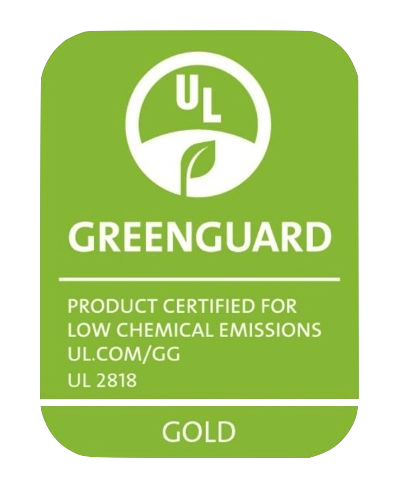 UL
GREENGUARD
PRODUCT CERTIFIED FOR
LOW CHEMICAL EMISSIONS
UL.COM/GG
UL 2818
GOLD